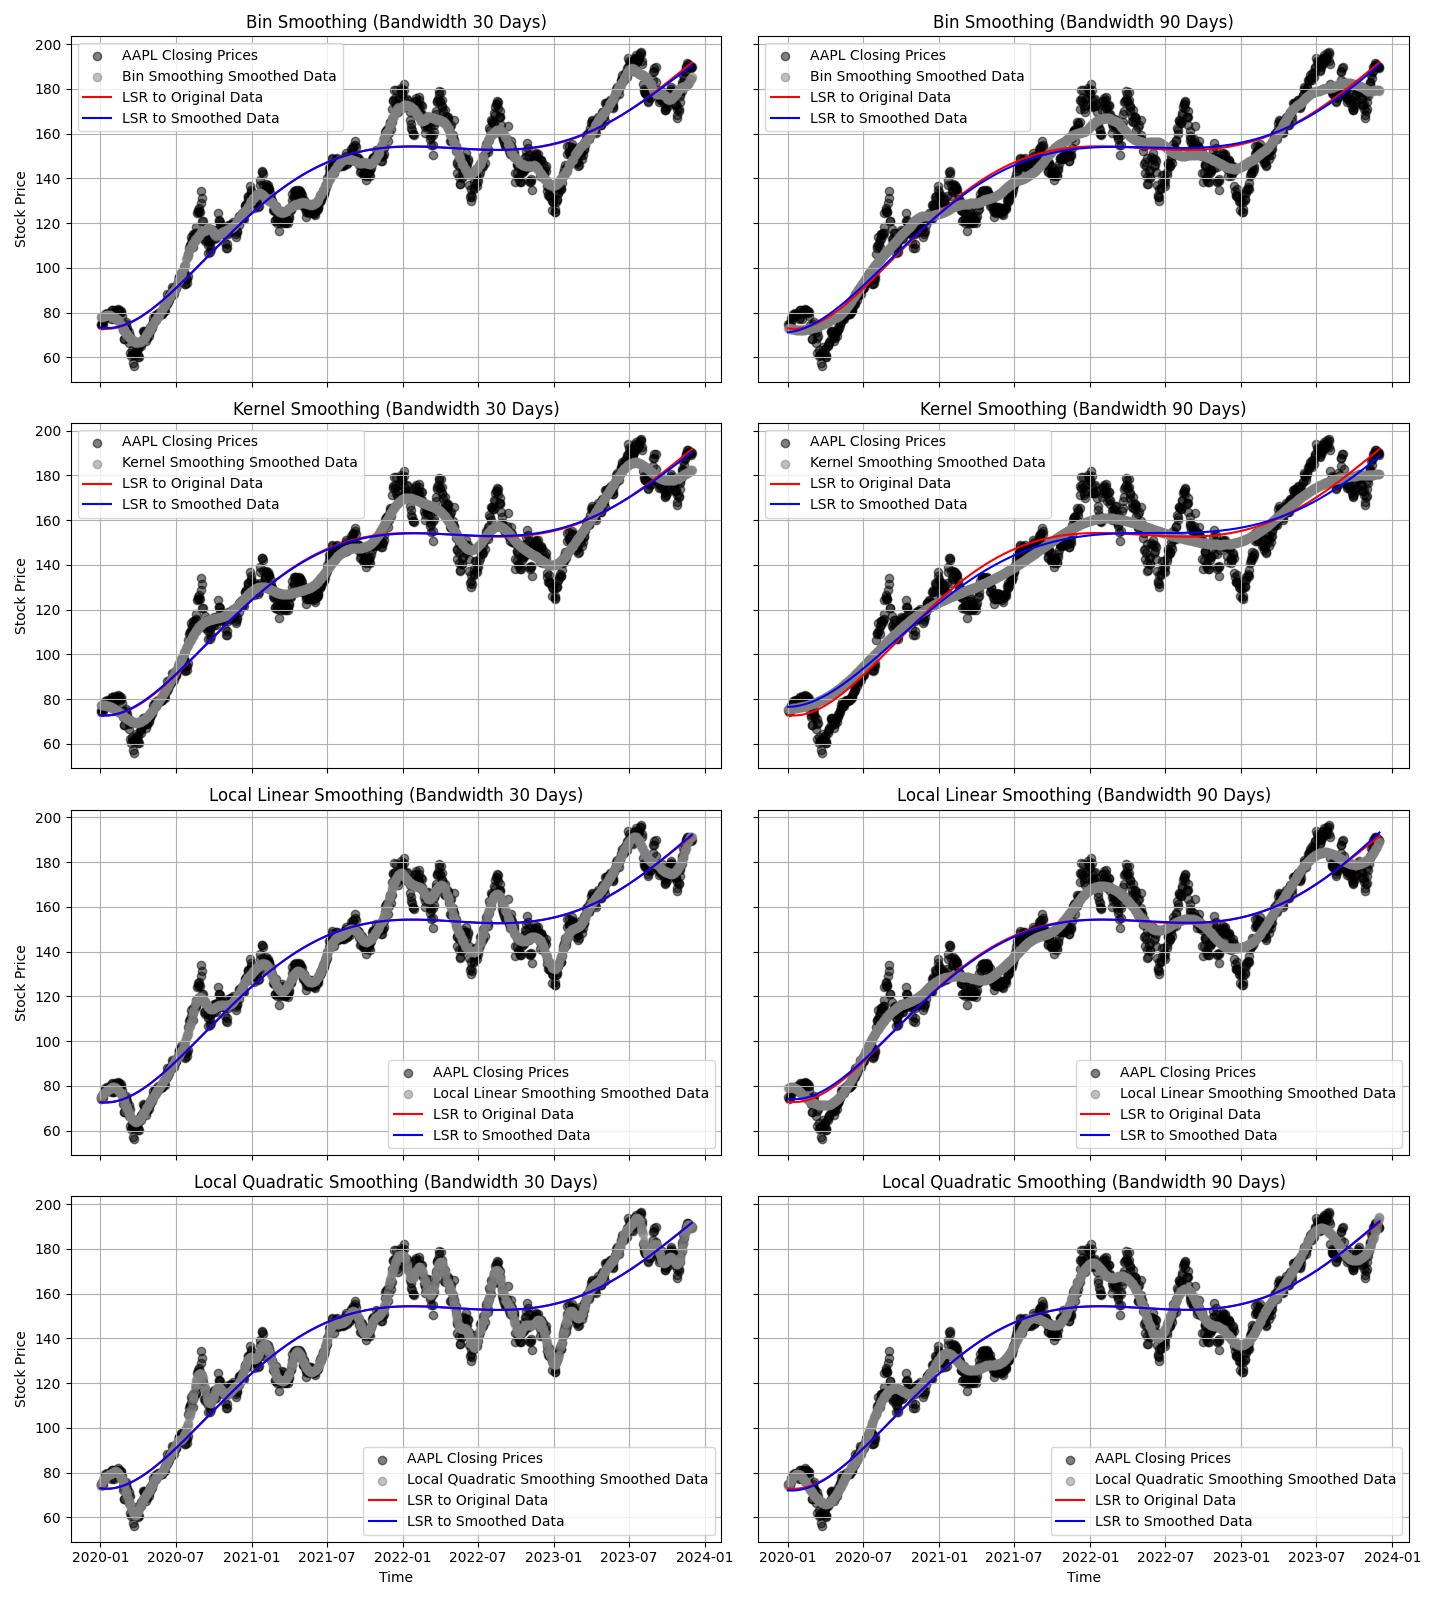 Bin Smoothing (Bandwidth 30 Days)
200
180
160
140
120
100
80
60
Stock Price
AAPL Closing Prices
Bin Smoothing Smoothed Data
LSR to Original Data
LSR to Smoothed Data
Bin Smoothing (Bandwidth 90 Days)
AAPL Closing Prices
Bin Smoothing Smoothed Data
LSR to Original Data
LSR to Smoothed Data
Kernel Smoothing (Bandwidth 30 Days)
200
180
160
140
120
100
80
60
Stock Price
AAPL Closing Prices
Kernel Smoothing Smoothed Data
LSR to Original Data
LSR to Smoothed Data
Kernel Smoothing (Bandwidth 90 Days)
AAPL Closing Prices
Kernel Smoothing Smoothed Data
LSR to Original Data
LSR to Smoothed Data
Local Linear Smoothing (Bandwidth 30 Days)
200
180
160
140
120
100
80
60
Stock Price
AAPL Closing Prices
Local Linear Smoothing Smoothed Data
LSR to Original Data
LSR to Smoothed Data
Local Linear Smoothing (Bandwidth 90 Days)
AAPL Closing Prices
Local Linear Smoothing Smoothed Data
LSR to Original Data
LSR to Smoothed Data
Local Quadratic Smoothing (Bandwidth 30 Days)
200
180
160
140
120
100
80
60
Stock Price
AAPL Closing Prices
Local Quadratic Smoothing Smoothed Data
LSR to Original Data
LSR to Smoothed Data
2020-01 2020-07 2021-01 2021-07 2022-01 2022-07 2023-01 2023-07 2024-01
Time
Local Quadratic Smoothing (Bandwidth 90 Days)
AAPL Closing Prices
Local Quadratic Smoothing Smoothed Data
LSR to Original Data
LSR to Smoothed Data
2020-01 2020-07 2021-01 2021-07 2022-01 2022-07 2023-01 2023-07 2024-01
Time